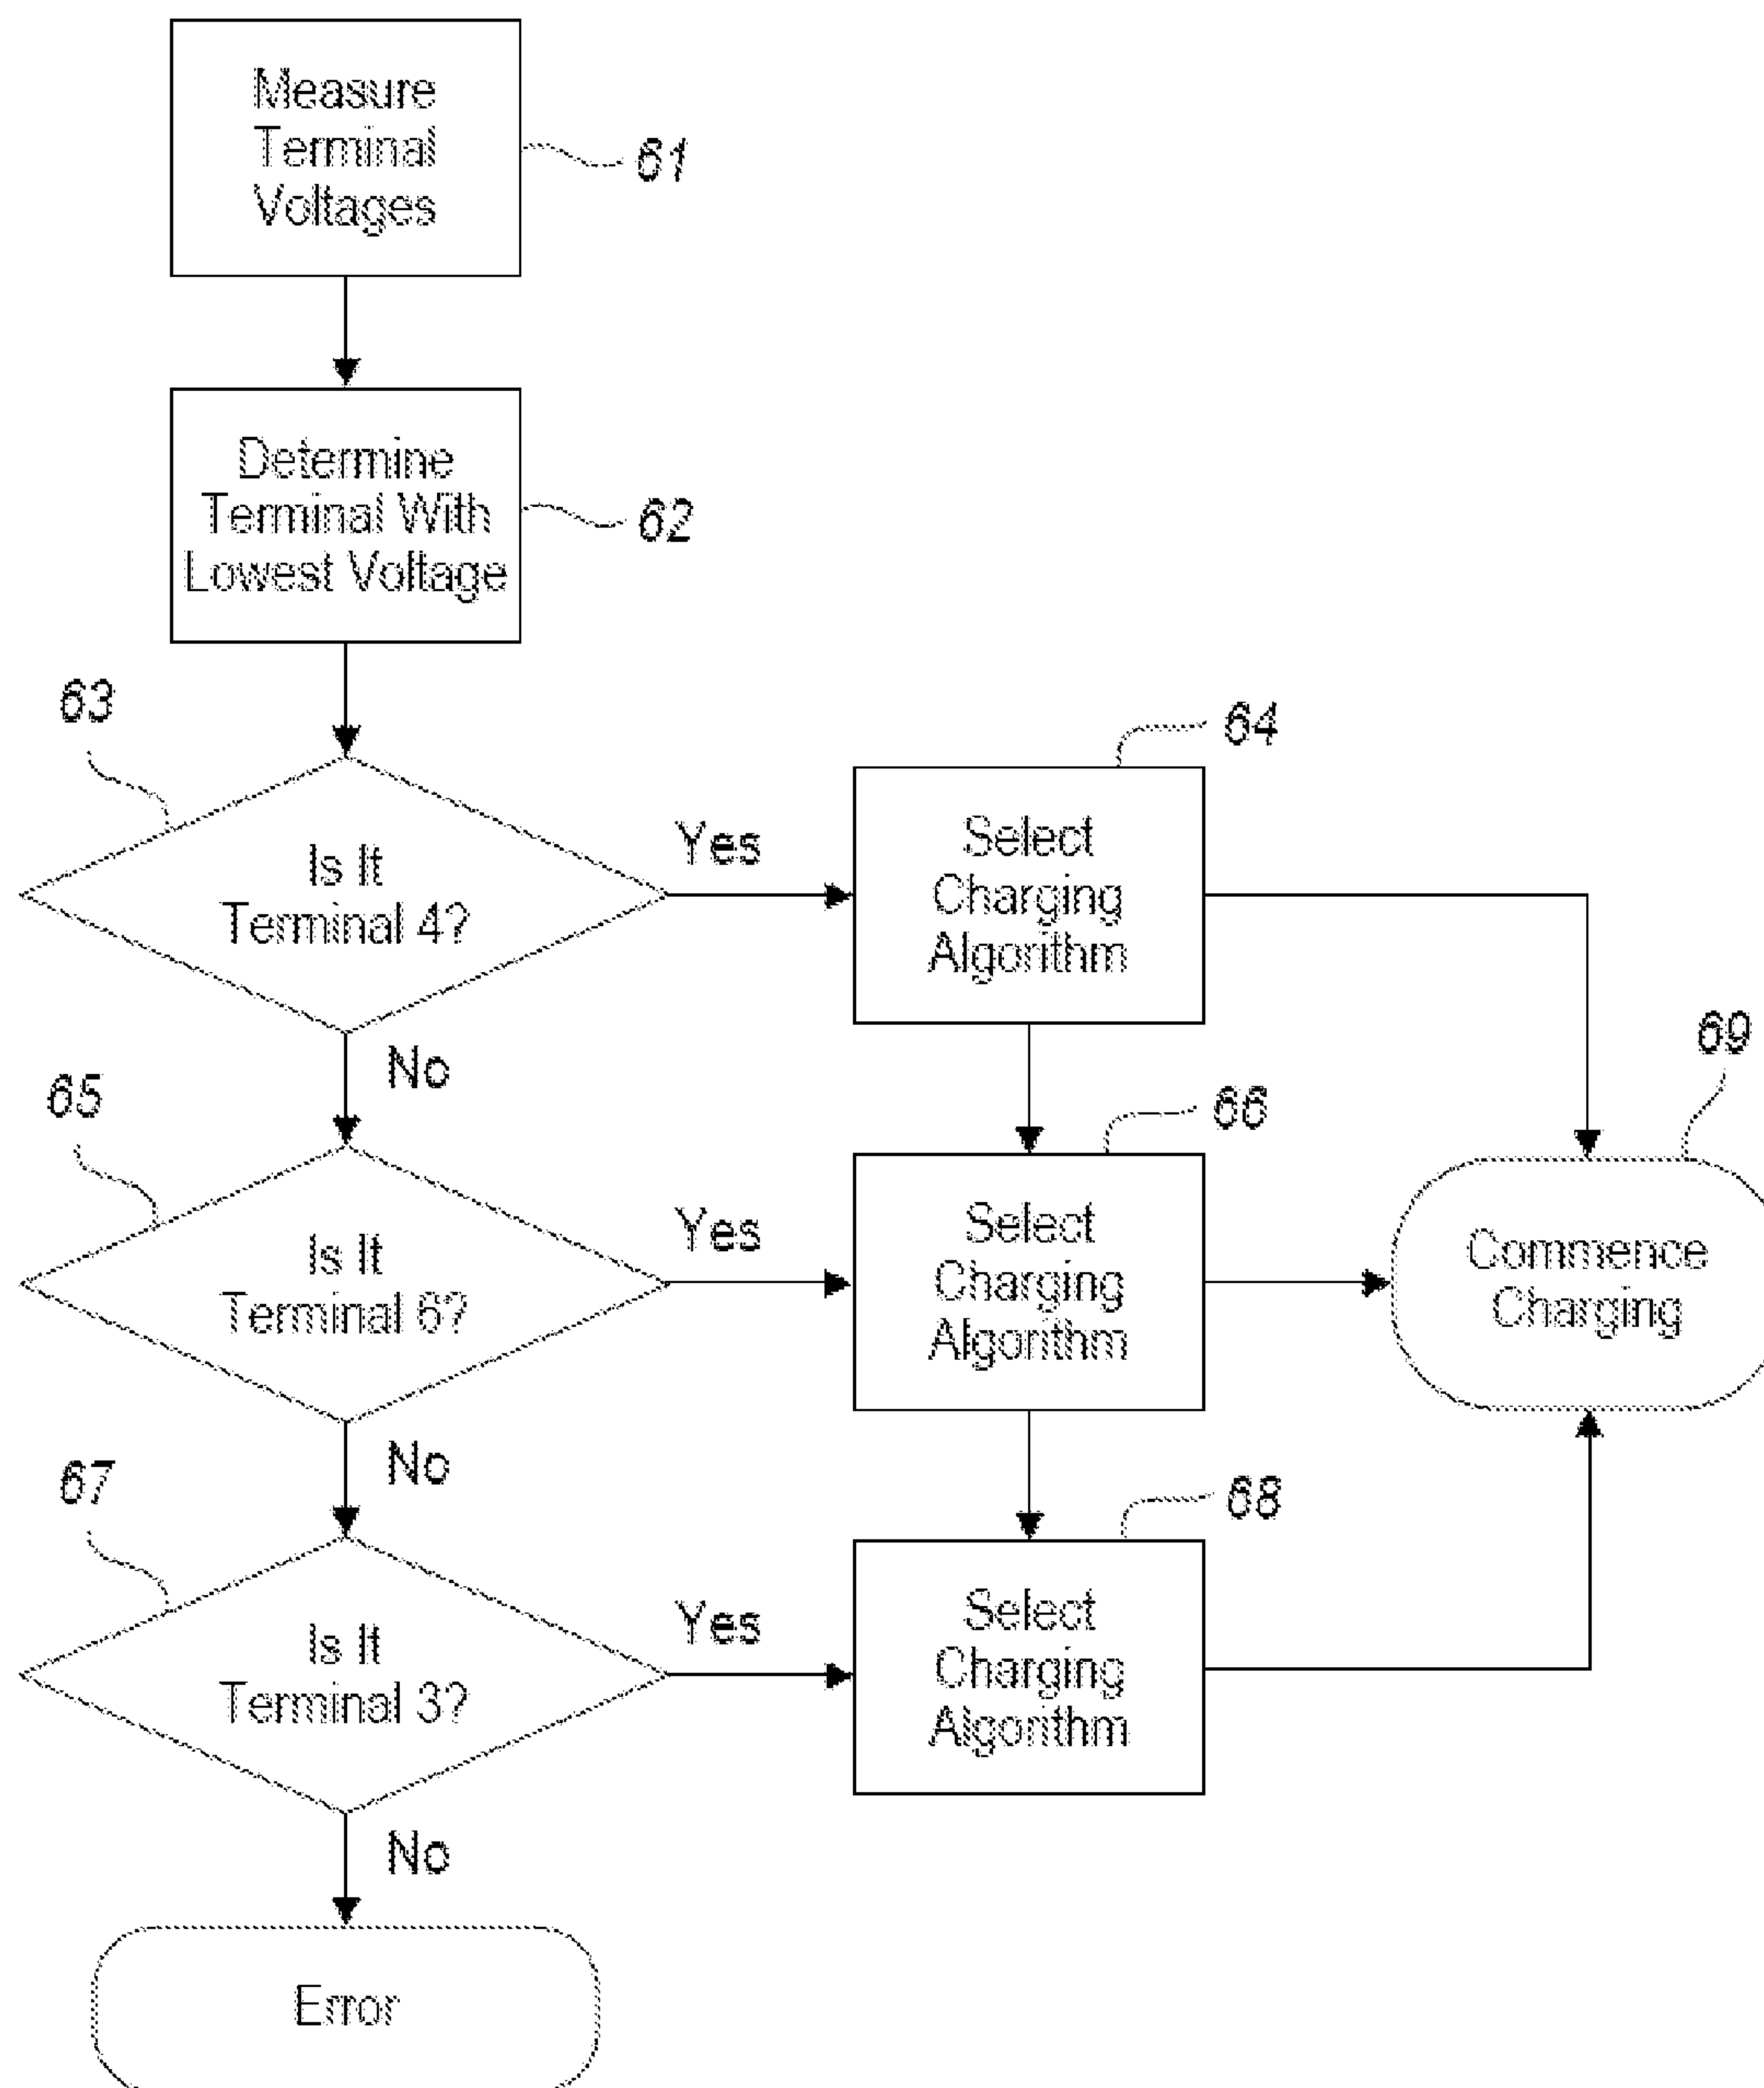 Measure
Terminal
Voltages
61
Determine
Terminal With
Lowest Voltage
62
63
Is It
Terminal 4?
Yes
64
Select
Charging
Algorithm
No
65
Is It
Terminal 6?
Yes
66
Select
Charging
Algorithm
69
Commence
Charging
No
67
Is It
Terminal 3?
Yes
68
Select
Charging
Algorithm
No
Error